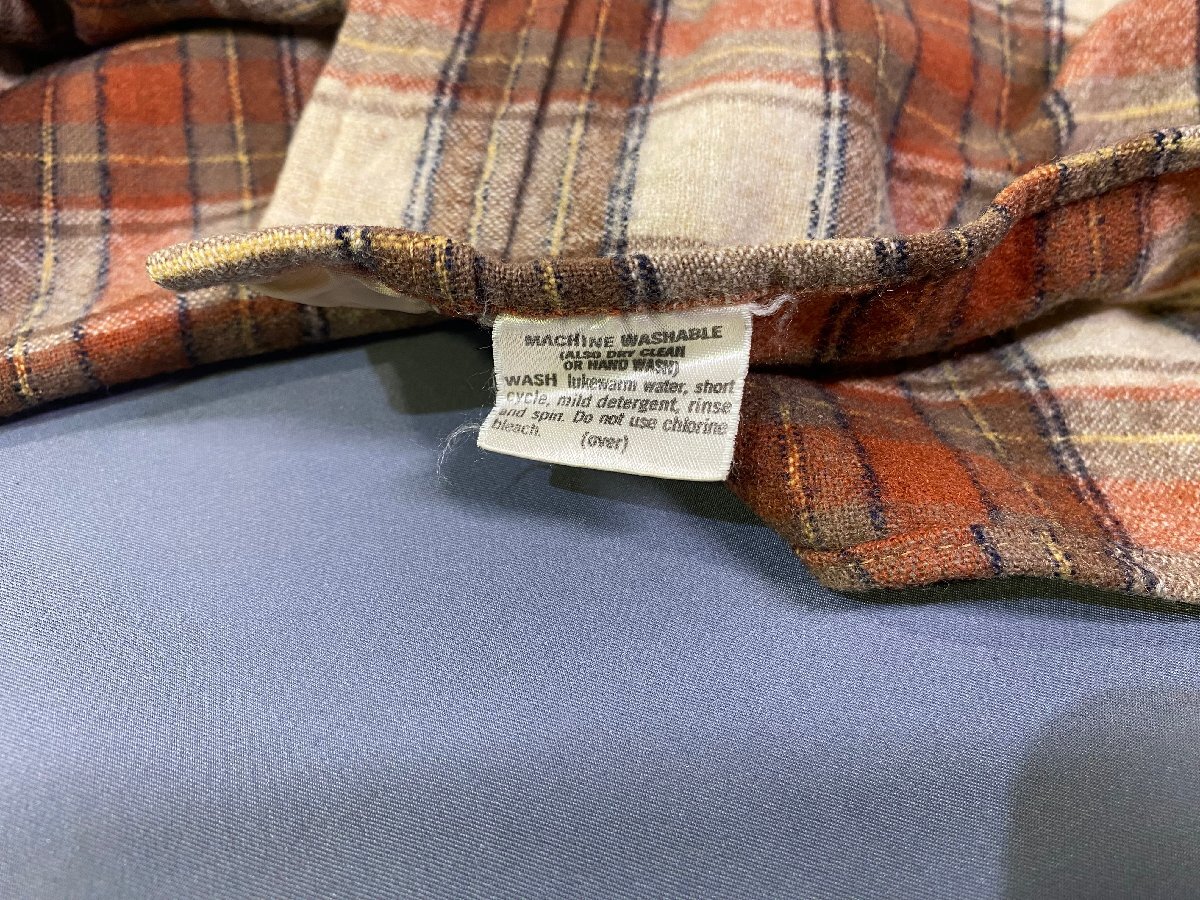 MACHINE WASHABLE
(ALSO DRY CLEAN
OR HAND WASH)
WASH lukewarm water, short
cycle, mild detergent, rinse
and spin. Do not use chlorine
bleach.
(over)